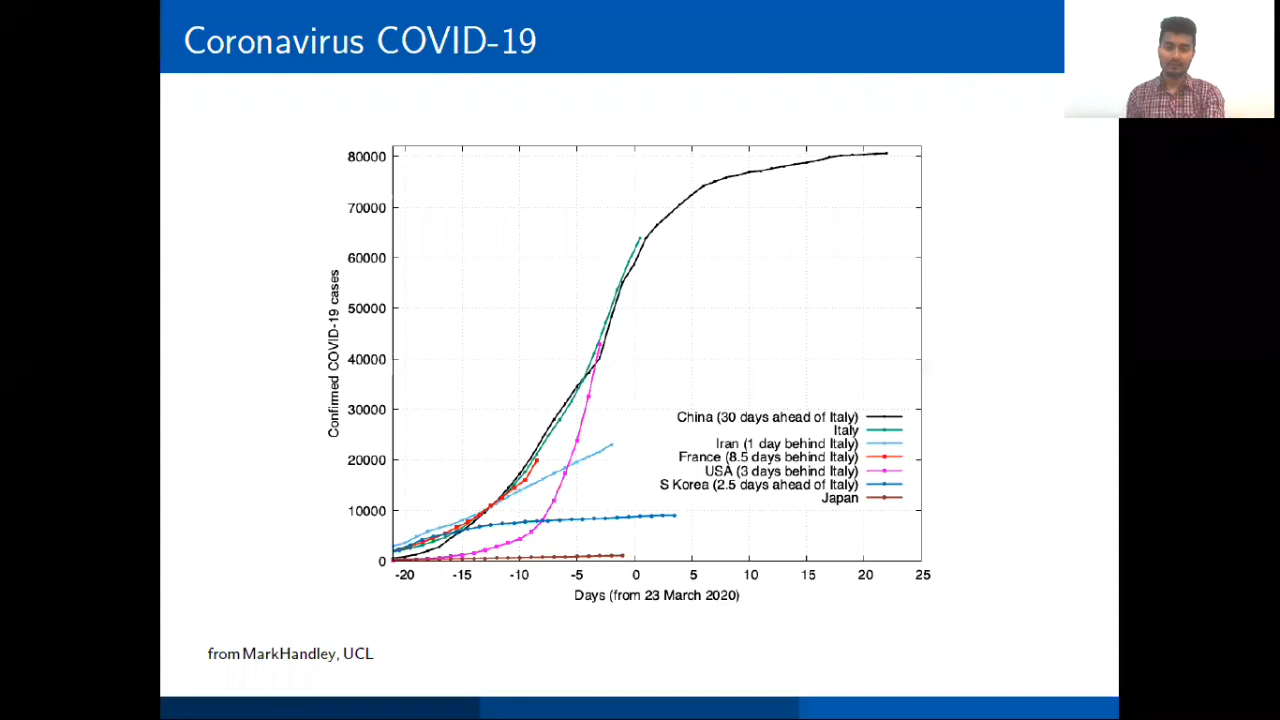 Coronavirus COVID-19
80000
70000
60000
50000
40000
30000
20000
10000
0
Confirmed COVID-19 cases
China (30 days ahead of Italy)
Italy
Iran (1 day behind Italy)
France (8.5 days behind Italy)
USA (3 days behind Italy)
S Korea (2.5 days ahead of Italy)
Japan
-20 -15 -10 -5 0 5 10 15 20 25
Days (from 23 March 2020)
from MarkHandley, UCL